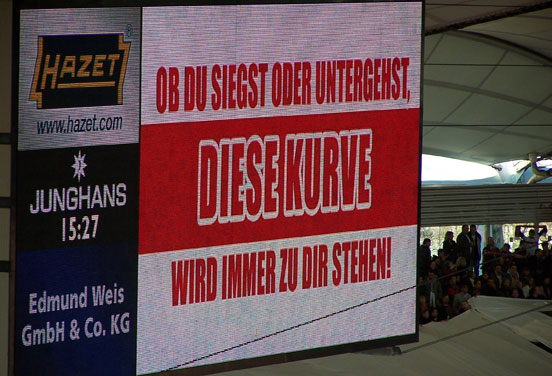 HAZET
www.hazet.com
JUNGHANS
15:27
Edmund Weis
GmbH & Co. KG
OB DU SIEGST ODER UNTERGEHST,
DIESE KURVE
WIRD IMMER ZU DIR STEHEN!